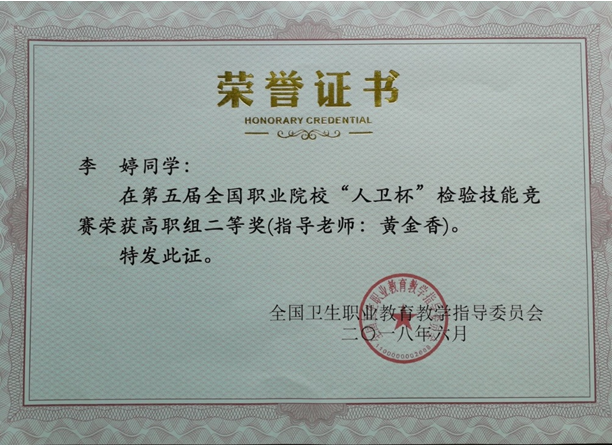 荣誉证书
HONORARY CREDENTIAL
李 婷同学：
在第五届全国职业院校“人卫杯”检验技能竞
赛荣获高职组二等奖(指导老师：黄金香)。
特发此证。
全国卫生职业教育教学指导委员会
二〇一八年六月